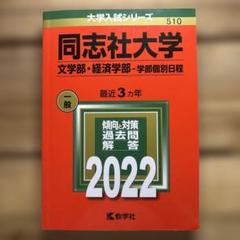 大学入試シリーズ
510
同志社大学
文学部・経済学部-学部個別日程
一般
最近3カ年
傾向と対策
過去問
解答
2022
教学社